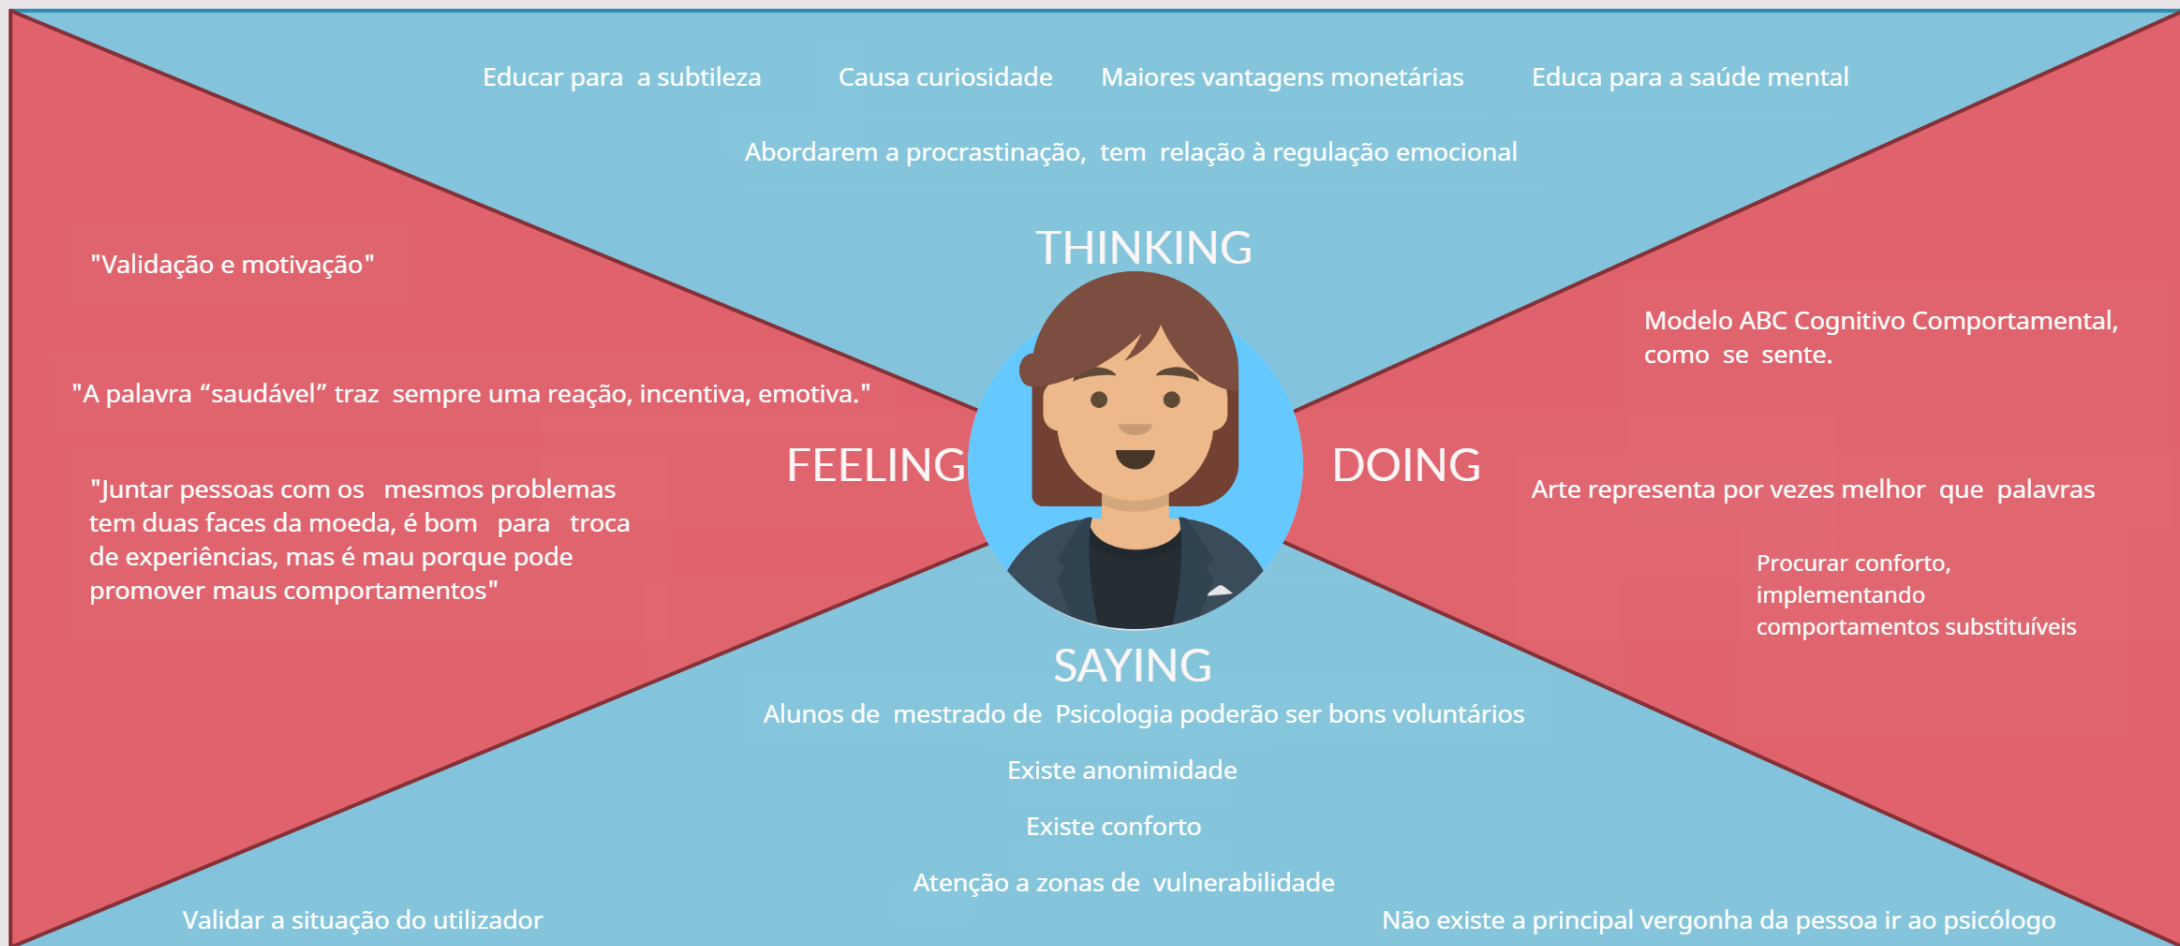 Educar para a subtileza
Causa curiosidade
Maiores vantagens monetárias
Educa para a saúde mental
Abordarem a procrastinação, tem relação à regulação emocional
THINKING
"Validação e motivação"
"A palavra “saudável” traz sempre uma reação, incentiva, emotiva."
FEELING
"Juntar pessoas com os mesmos problemas
tem duas faces da moeda, é bom para troca
de experiências, mas é mau porque pode
promover maus comportamentos"
Modelo ABC Cognitivo Comportamental,
como se sente.
DOING
Arte representa por vezes melhor que palavras
Procurar conforto,
implementando
comportamentos substituíveis
SAYING
Alunos de mestrado de Psicologia poderão ser bons voluntários
Existe anonimidade
Existe conforto
Atenção a zonas de vulnerabilidade
Validar a situação do utilizador
Não existe a principal vergonha da pessoa ir ao psicólogo